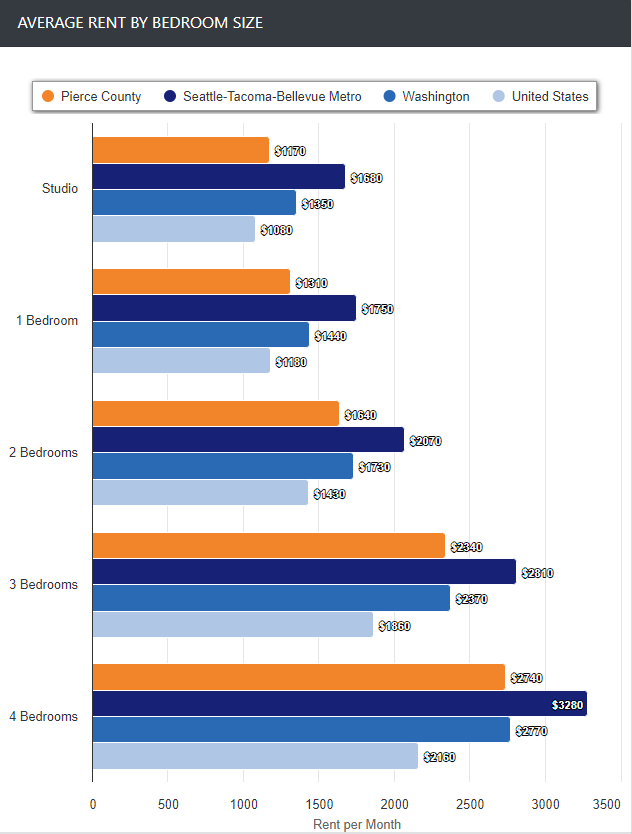 AVERAGE RENT BY BEDROOM SIZE
Pierce County Seattle-Tacoma-Bellevue Metro Washington United States
$1170
Studio
$1680
$1350
$1080
$1310
1 Bedroom
$1750
$1440
$1180
$1640
2 Bedrooms
$2070
$1730
$1430
$2340
3 Bedrooms
$2810
$2370
$1860
$2740
4 Bedrooms
$3280
$2770
$2160
0 500 1000 1500 2000 2500 3000 3500
Rent per Month